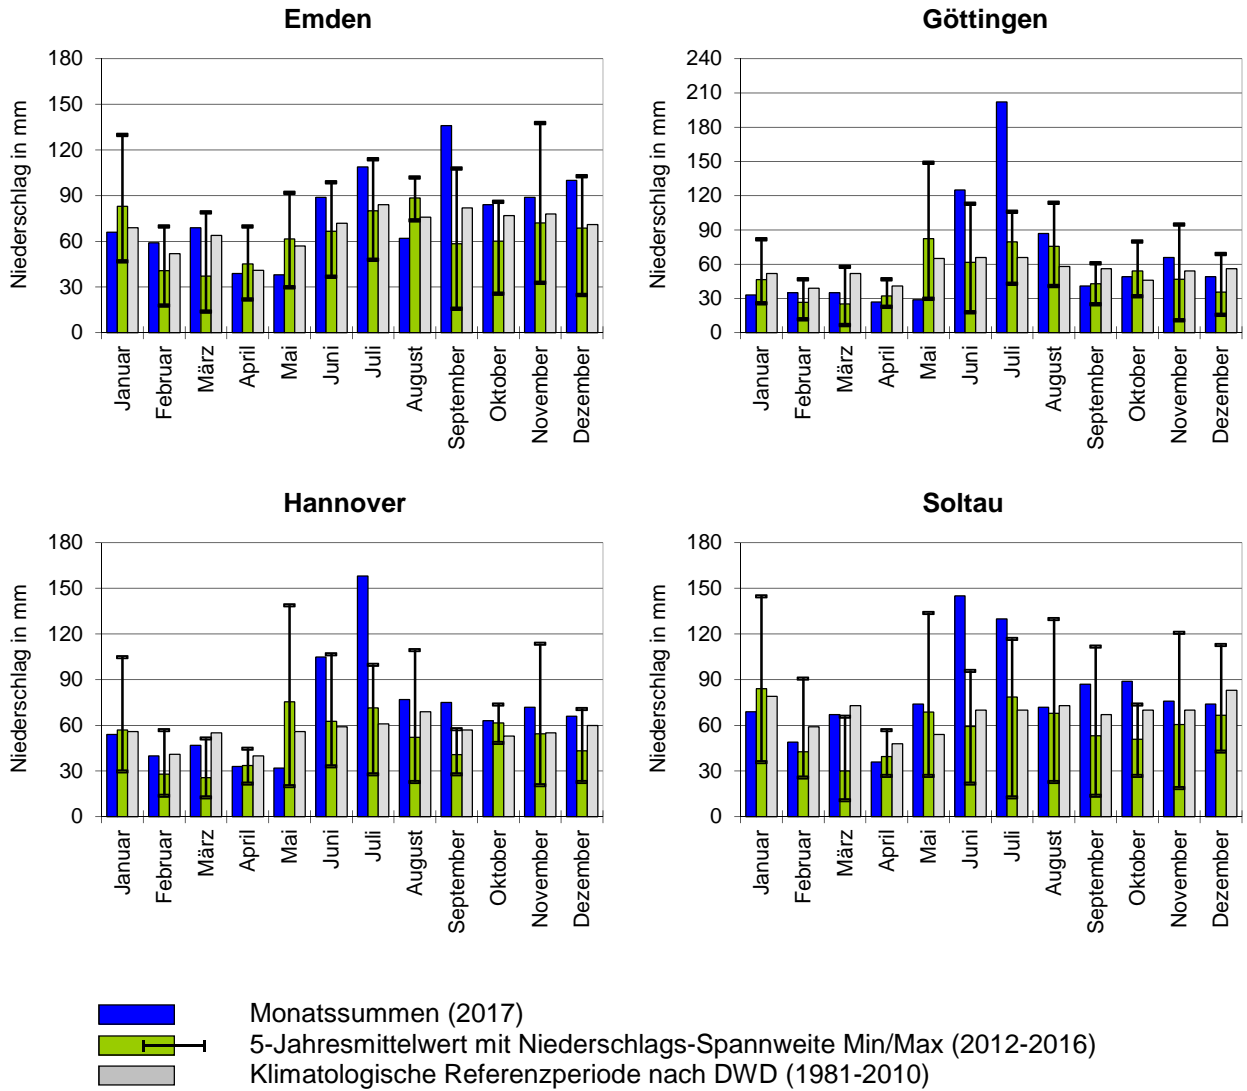 Emden
Niederschlag in mm
180
150
120
90
60
30
0
Januar
Februar
März
April
Mai
Juni
Juli
August
September
Oktober
November
Dezember
Göttingen
Niederschlag in mm
240
210
180
150
120
90
60
30
0
Januar
Februar
März
April
Mai
Juni
Juli
August
September
Oktober
November
Dezember
Hannover
Niederschlag in mm
180
150
120
90
60
30
0
Januar
Februar
März
April
Mai
Juni
Juli
August
September
Oktober
November
Dezember
Soltau
Niederschlag in mm
180
150
120
90
60
30
0
Januar
Februar
März
April
Mai
Juni
Juli
August
September
Oktober
November
Dezember
Monatssummen (2017)
5-Jahresmittelwert mit Niederschlags-Spannweite Min/Max (2012-2016)
Klimatologische Referenzperiode nach DWD (1981-2010)